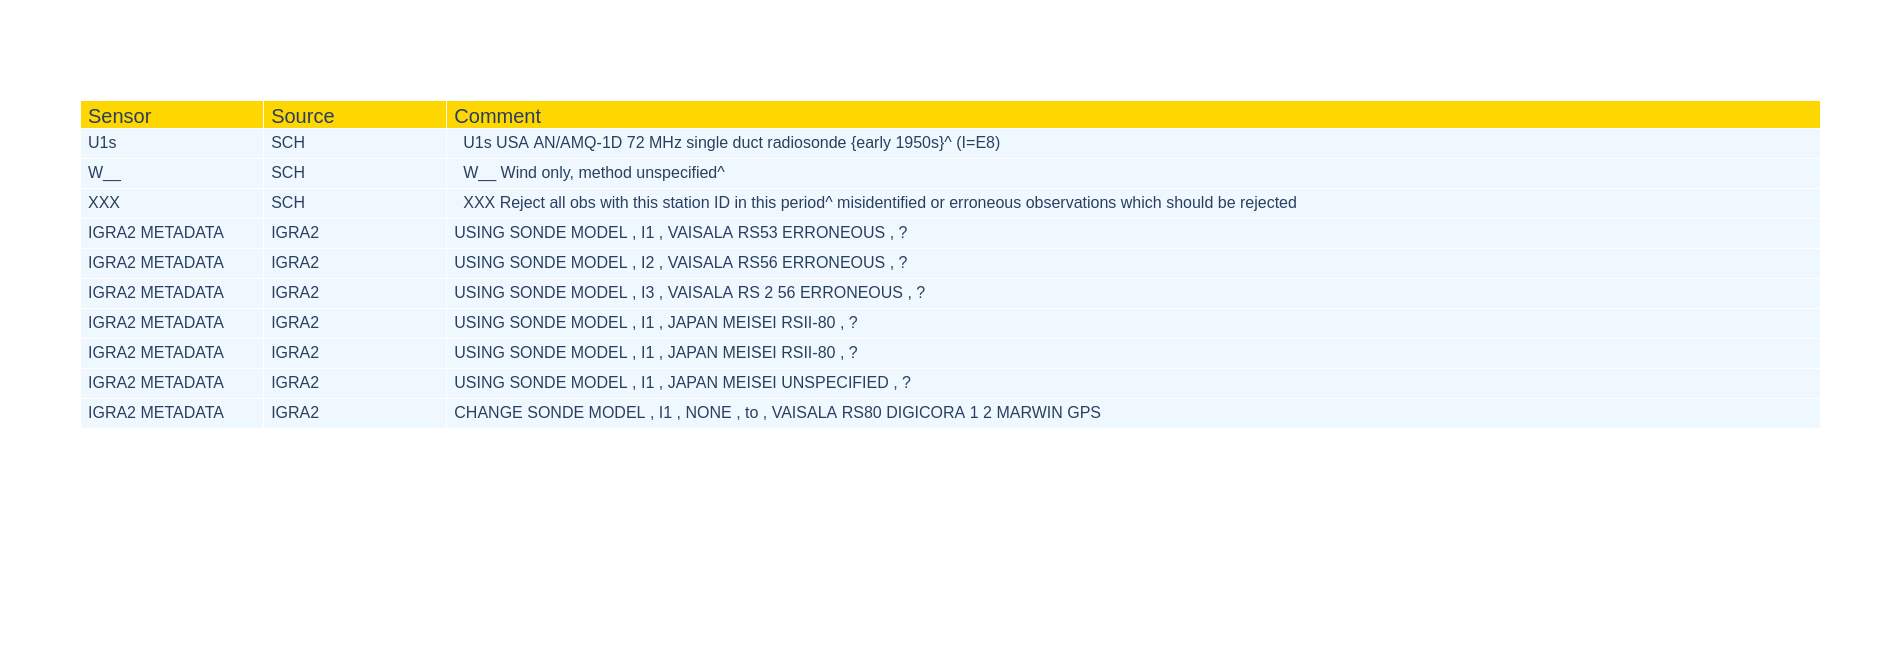 Sensor Source Comment
U1s SCH U1s USA AN/AMQ-1D 72 MHz single duct radiosonde {early 1950s}^ (I=E8)
W__ SCH W__ Wind only, method unspecified^
XXX SCH XXX Reject all obs with this station ID in this period^ misidentified or erroneous observations which should be rejected
IGRA2 METADATA IGRA2 USING SONDE MODEL , I1 , VAISALA RS53 ERRONEOUS , ?
IGRA2 METADATA IGRA2 USING SONDE MODEL , I2 , VAISALA RS56 ERRONEOUS , ?
IGRA2 METADATA IGRA2 USING SONDE MODEL , I3 , VAISALA RS 2 56 ERRONEOUS , ?
IGRA2 METADATA IGRA2 USING SONDE MODEL , I1 , JAPAN MEISEI RSII-80 , ?
IGRA2 METADATA IGRA2 USING SONDE MODEL , I1 , JAPAN MEISEI RSII-80 , ?
IGRA2 METADATA IGRA2 USING SONDE MODEL , I1 , JAPAN MEISEI UNSPECIFIED , ?
IGRA2 METADATA IGRA2 CHANGE SONDE MODEL , I1 , NONE , to , VAISALA RS80 DIGICORA 1 2 MARWIN GPS